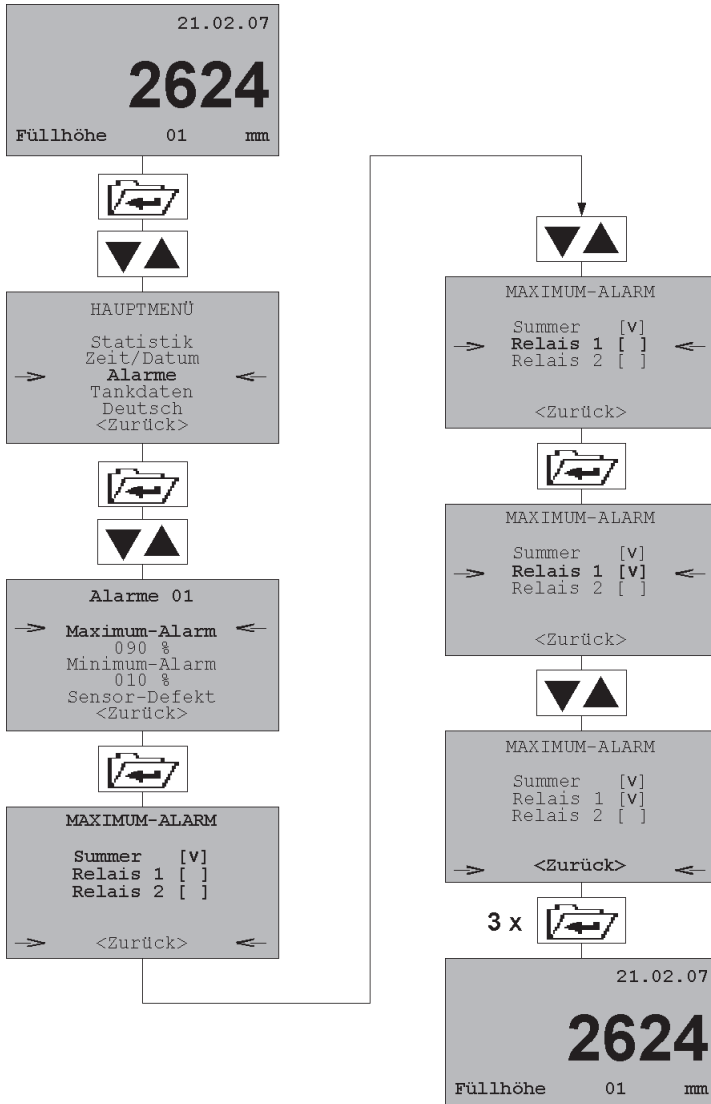 21.02.07
2624
Füllhöhe 01 mm
HAUPTMENÜ
Statistik
Zeit/Datum
Alarme
Tankdaten
Deutsch
<Zurück>
Alarme 01
Maximum-Alarm
090 %
Minimum-Alarm
010 %
Sensor-Defekt
<Zurück>
MAXIMUM-ALARM
Summer [v]
Relais 1 [ ]
Relais 2 [ ]
<Zurück>
MAXIMUM-ALARM
Summer [v]
Relais 1 [ ]
Relais 2 [ ]
<Zurück>
MAXIMUM-ALARM
Summer [v]
Relais 1 [v]
Relais 2 [ ]
<Zurück>
MAXIMUM-ALARM
Summer [v]
Relais 1 [v]
Relais 2 [ ]
<Zurück>
3 x
21.02.07
2624
Füllhöhe 01 mm